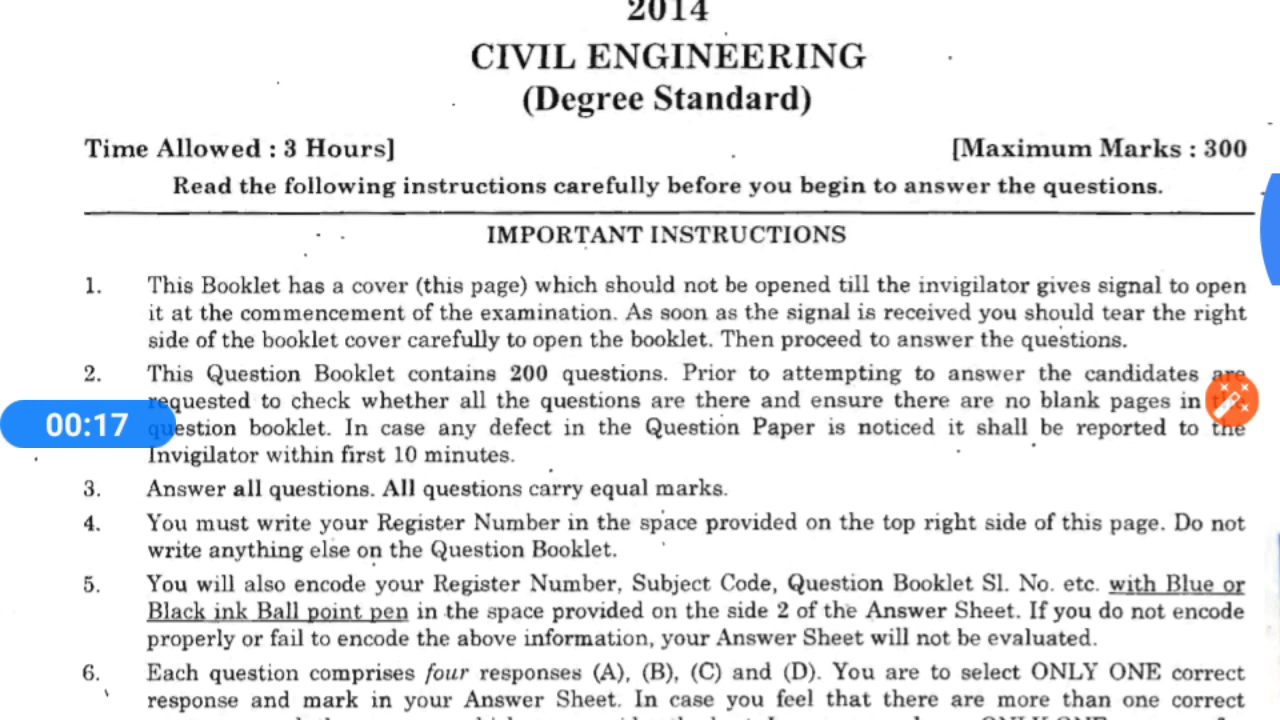 2014
CIVIL ENGINEERING
(Degree Standard)
Time Allowed : 3 Hours]
[Maximum Marks : 300
Read the following instructions carefully before you begin to answer the questions.
IMPORTANT INSTRUCTIONS
1. This Booklet has a cover (this page) which should not be opened till the invigilator gives signal to open
it at the commencement of the examination. As soon as the signal is received you should tear the right
side of the booklet cover carefully to open the booklet. Then proceed to answer the questions.
2. This Question Booklet contains 200 questions. Prior to attempting to answer the candidates are
requested to check whether all the questions are there and ensure there are no blank pages in
00:17
question booklet. In case any defect in the Question Paper is noticed it shall be reported to the
Invigilator within first 10 minutes.
3. Answer all questions. All questions carry equal marks.
4. You must write your Register Number in the space provided on the top right side of this page. Do not
write anything else on the Question Booklet.
5. You will also encode your Register Number, Subject Code, Question Booklet Sl. No. etc. with Blue or
Black ink Ball point pen in the space provided on the side 2 of the Answer Sheet. If you do not encode
properly or fail to encode the above information, your Answer Sheet will not be evaluated.
6. Each question comprises four responses (A), (B), (C) and (D). You are to select ONLY ONE correct
response and mark in your Answer Sheet. In case you feel that there are more than one correct